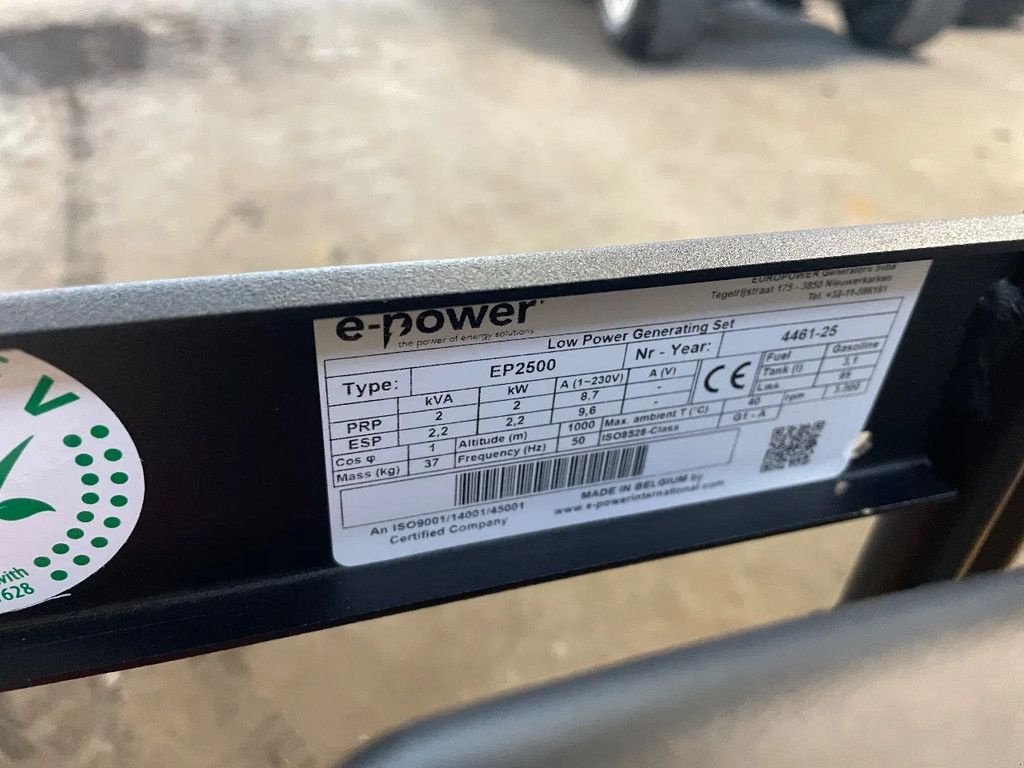 V
with
7628
e-power
the power of energy solutions
EUROPOWER Generators bvba
Tegelrijstraat 175 - 3850 Nieuwerkerken
Tel. +32-11-586161
Low Power Generating Set
Type: EP2500 Nr - Year: 4461-25
kVA kW A (1~230V) A (V) CE Fuel Gasoline
PRP 2 2 8.7 - Tank (l) 3,1
ESP 2,2 2,2 9,6 - LWA 95
Cos φ 1 Altitude (m) 1000 Max. ambient T (°C) 40 rpm 3.000
Mass (kg) 37 Frequency (Hz) 50 ISO8528-Class G1 - A
MADE IN BELGIUM by
www.e-powerinternational.com
An ISO9001/14001/45001
Certified Company